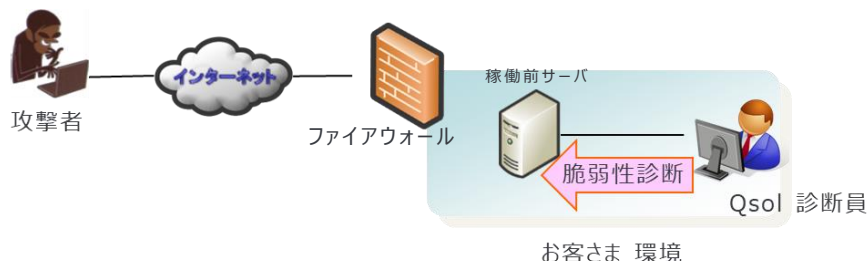 稼働前サーバ
インターネット
攻撃者
ファイアウォール
脆弱性診断
Qsol 診断員
お客さま 環境